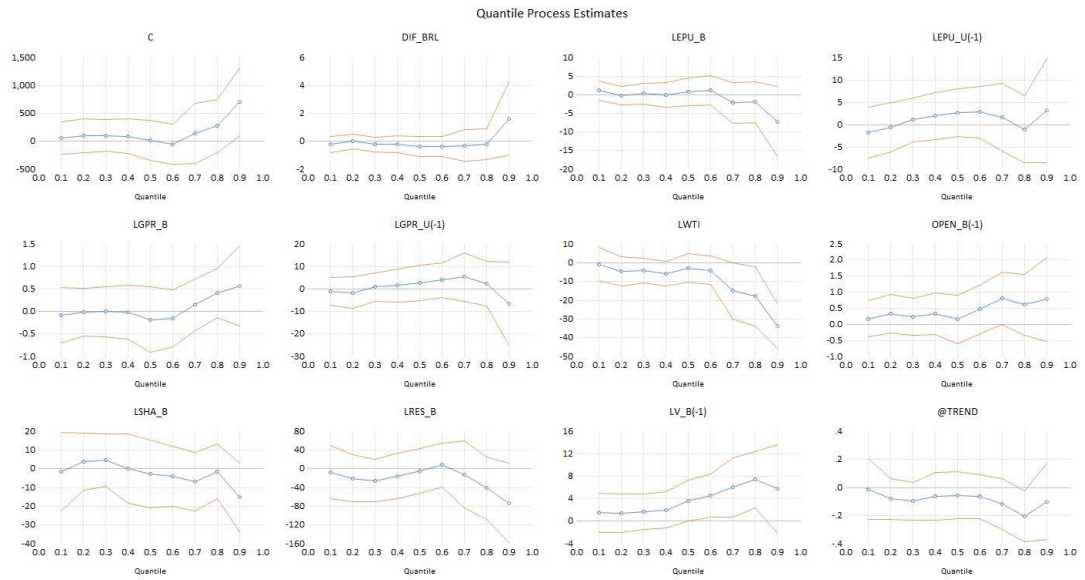 Quantile Process Estimates
C
1,500
1,000
500
0
-500
0.0 0.1 0.2 0.3 0.4 0.5 0.6 0.7 0.8 0.9 1.0
Quantile
DIF_BRL
6
4
2
0
-2
0.0 0.1 0.2 0.3 0.4 0.5 0.6 0.7 0.8 0.9 1.0
Quantile
LEPU_B
10
5
0
-5
-10
-15
-20
0.0 0.1 0.2 0.3 0.4 0.5 0.6 0.7 0.8 0.9 1.0
Quantile
LEPU_U(-1)
15
10
5
0
-5
-10
0.0 0.1 0.2 0.3 0.4 0.5 0.6 0.7 0.8 0.9 1.0
Quantile
LGPR_B
1.5
1.0
0.5
0.0
-0.5
-1.0
0.0 0.1 0.2 0.3 0.4 0.5 0.6 0.7 0.8 0.9 1.0
Quantile
LGPR_U(-1)
20
10
0
-10
-20
-30
0.0 0.1 0.2 0.3 0.4 0.5 0.6 0.7 0.8 0.9 1.0
Quantile
LWTI
10
0
-10
-20
-30
-40
-50
0.0 0.1 0.2 0.3 0.4 0.5 0.6 0.7 0.8 0.9 1.0
Quantile
OPEN_B(-1)
2.5
2.0
1.5
1.0
0.5
0.0
-0.5
-1.0
0.0 0.1 0.2 0.3 0.4 0.5 0.6 0.7 0.8 0.9 1.0
Quantile
LSHA_B
20
10
0
-10
-20
-30
-40
0.0 0.1 0.2 0.3 0.4 0.5 0.6 0.7 0.8 0.9 1.0
Quantile
LRES_B
80
40
0
-40
-80
-120
-160
0.0 0.1 0.2 0.3 0.4 0.5 0.6 0.7 0.8 0.9 1.0
Quantile
LV_B(-1)
16
12
8
4
0
-4
0.0 0.1 0.2 0.3 0.4 0.5 0.6 0.7 0.8 0.9 1.0
Quantile
@TREND
.4
.2
.0
-.2
-.4
0.0 0.1 0.2 0.3 0.4 0.5 0.6 0.7 0.8 0.9 1.0
Quantile